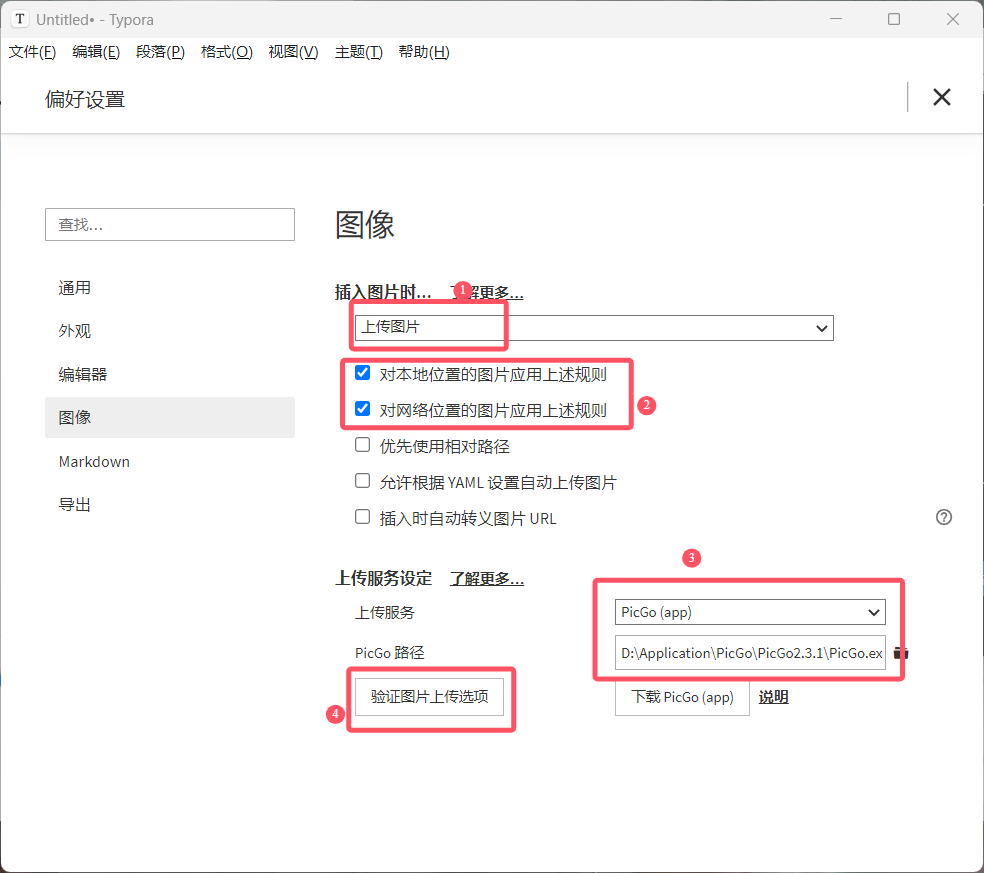 T Untitled• - Typora
文件(F) 编辑(E) 段落(P) 格式(O) 视图(V) 主题(T) 帮助(H)
偏好设置
查找...
通用
外观
编辑器
图像
Markdown
导出
图像
插入图片时... 解更多...
1
上传图片
对本地位置的图片应用上述规则
对网络位置的图片应用上述规则
2
优先使用相对路径
允许根据 YAML 设置自动上传图片
插入时自动转义图片 URL
3
上传服务设定 了解更多...
上传服务 PicGo (app)
PicGo 路径 D:\Application\PicGo\PicGo2.3.1\PicGo.ex
4
验证图片上传选项 下载 PicGo (app) 说明